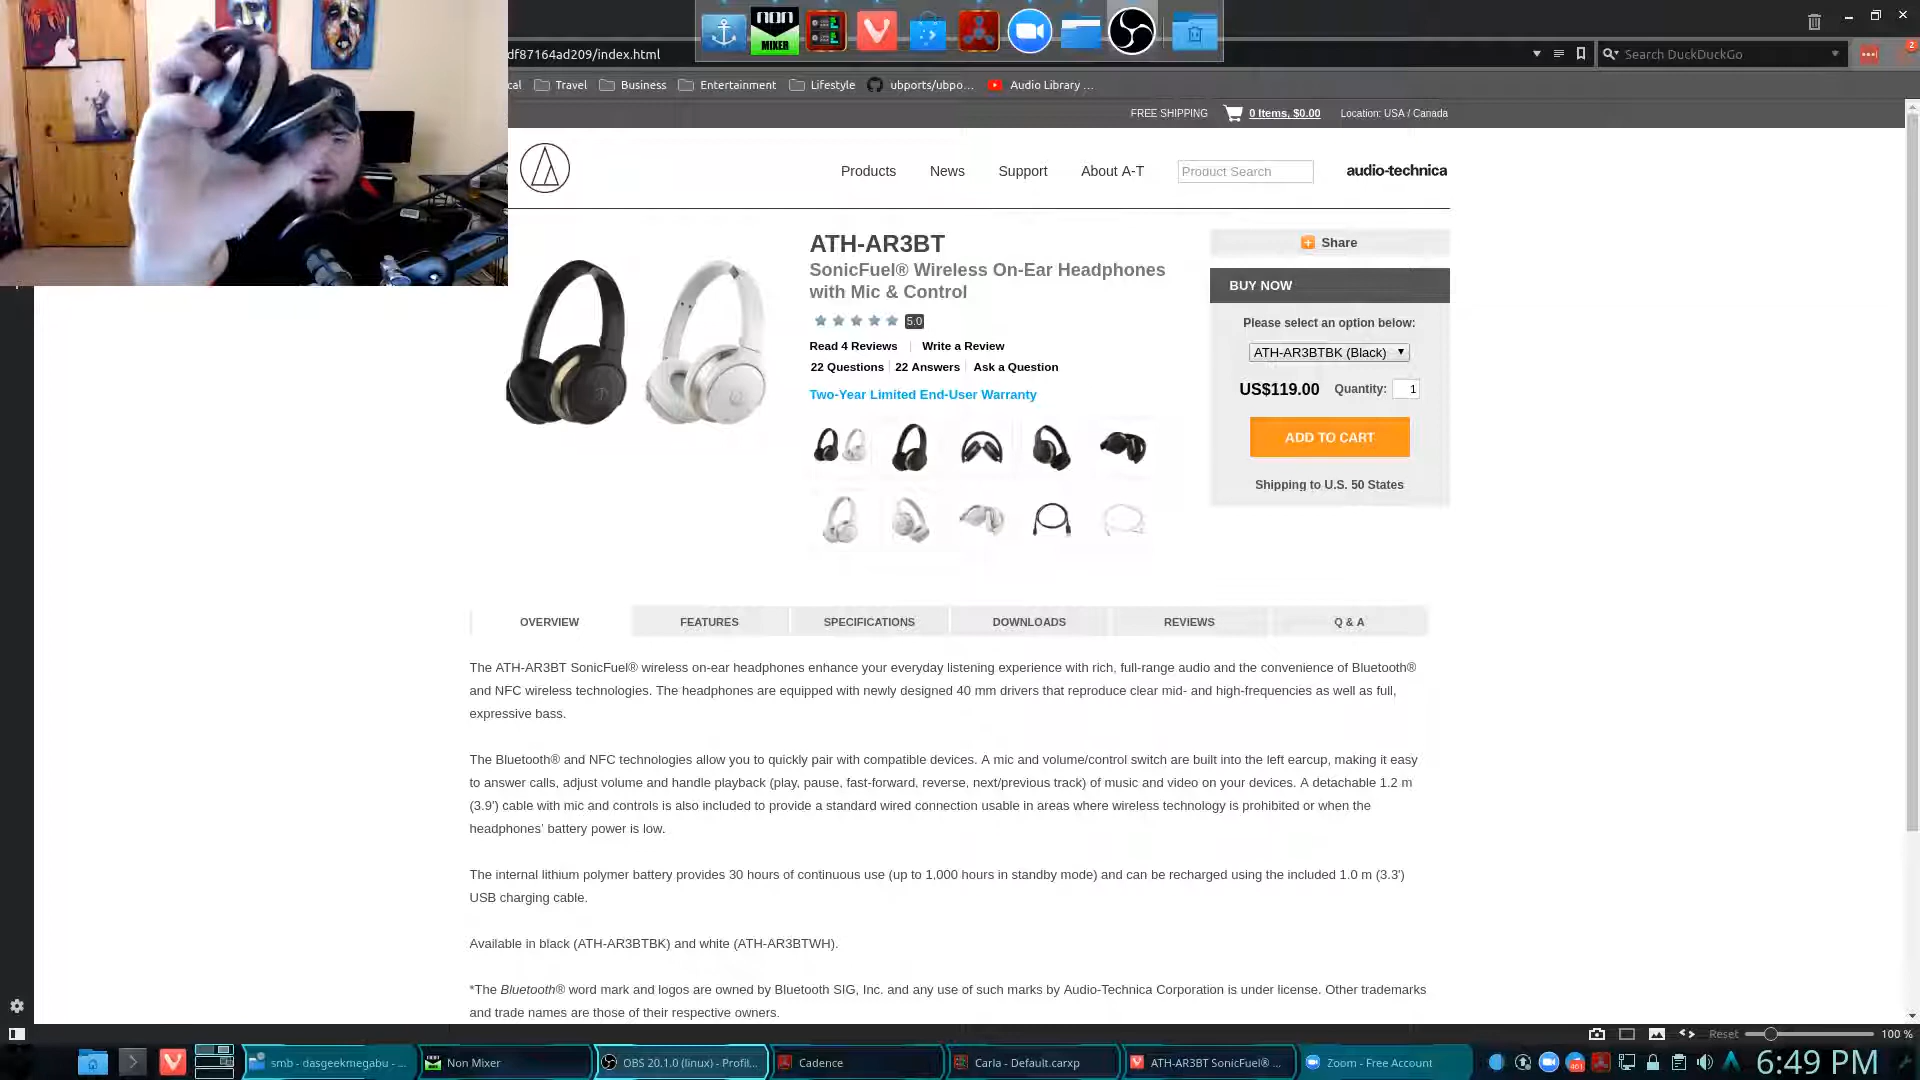 NON
MIXER
df87164ad209/index.html
Search DuckDuckGo
2
cal
Travel
Business
Entertainment
Lifestyle
ubports/ubpo...
Audio Library ...
FREE SHIPPING
0 Items, $0.00
Location: USA / Canada
Products
News
Support
About A-T
Product Search
audio-technica
ATH-AR3BT
SonicFuel® Wireless On-Ear Headphones
with Mic & Control
5.0
Read 4 Reviews
Write a Review
22 Questions
22 Answers
Ask a Question
Two-Year Limited End-User Warranty
Share
BUY NOW
Please select an option below:
ATH-AR3BTBK (Black)
US$119.00
Quantity:
1
ADD TO CART
Shipping to U.S. 50 States
OVERVIEW
FEATURES
SPECIFICATIONS
DOWNLOADS
REVIEWS
Q & A
The ATH-AR3BT SonicFuel® wireless on-ear headphones enhance your everyday listening experience with rich, full-range audio and the convenience of Bluetooth®
and NFC wireless technologies. The headphones are equipped with newly designed 40 mm drivers that reproduce clear mid- and high-frequencies as well as full,
expressive bass.
The Bluetooth® and NFC technologies allow you to quickly pair with compatible devices. A mic and volume/control switch are built into the left earcup, making it easy
to answer calls, adjust volume and handle playback (play, pause, fast-forward, reverse, next/previous track) of music and video on your devices. A detachable 1.2 m
(3.9') cable with mic and controls is also included to provide a standard wired connection usable in areas where wireless technology is prohibited or when the
headphones' battery power is low.
The internal lithium polymer battery provides 30 hours of continuous use (up to 1,000 hours in standby mode) and can be recharged using the included 1.0 m (3.3')
USB charging cable.
Available in black (ATH-AR3BTBK) and white (ATH-AR3BTWH).
*The Bluetooth® word mark and logos are owned by Bluetooth SIG, Inc. and any use of such marks by Audio-Technica Corporation is under license. Other trademarks
and trade names are those of their respective owners.
Reset
100 %
smb - dasgeekmegabu - ...
Non Mixer
OBS 20.1.0 (linux) - Profil...
Cadence
Carla - Default.carxp
ATH-AR3BT SonicFuel® ...
Zoom - Free Account
6:49 PM